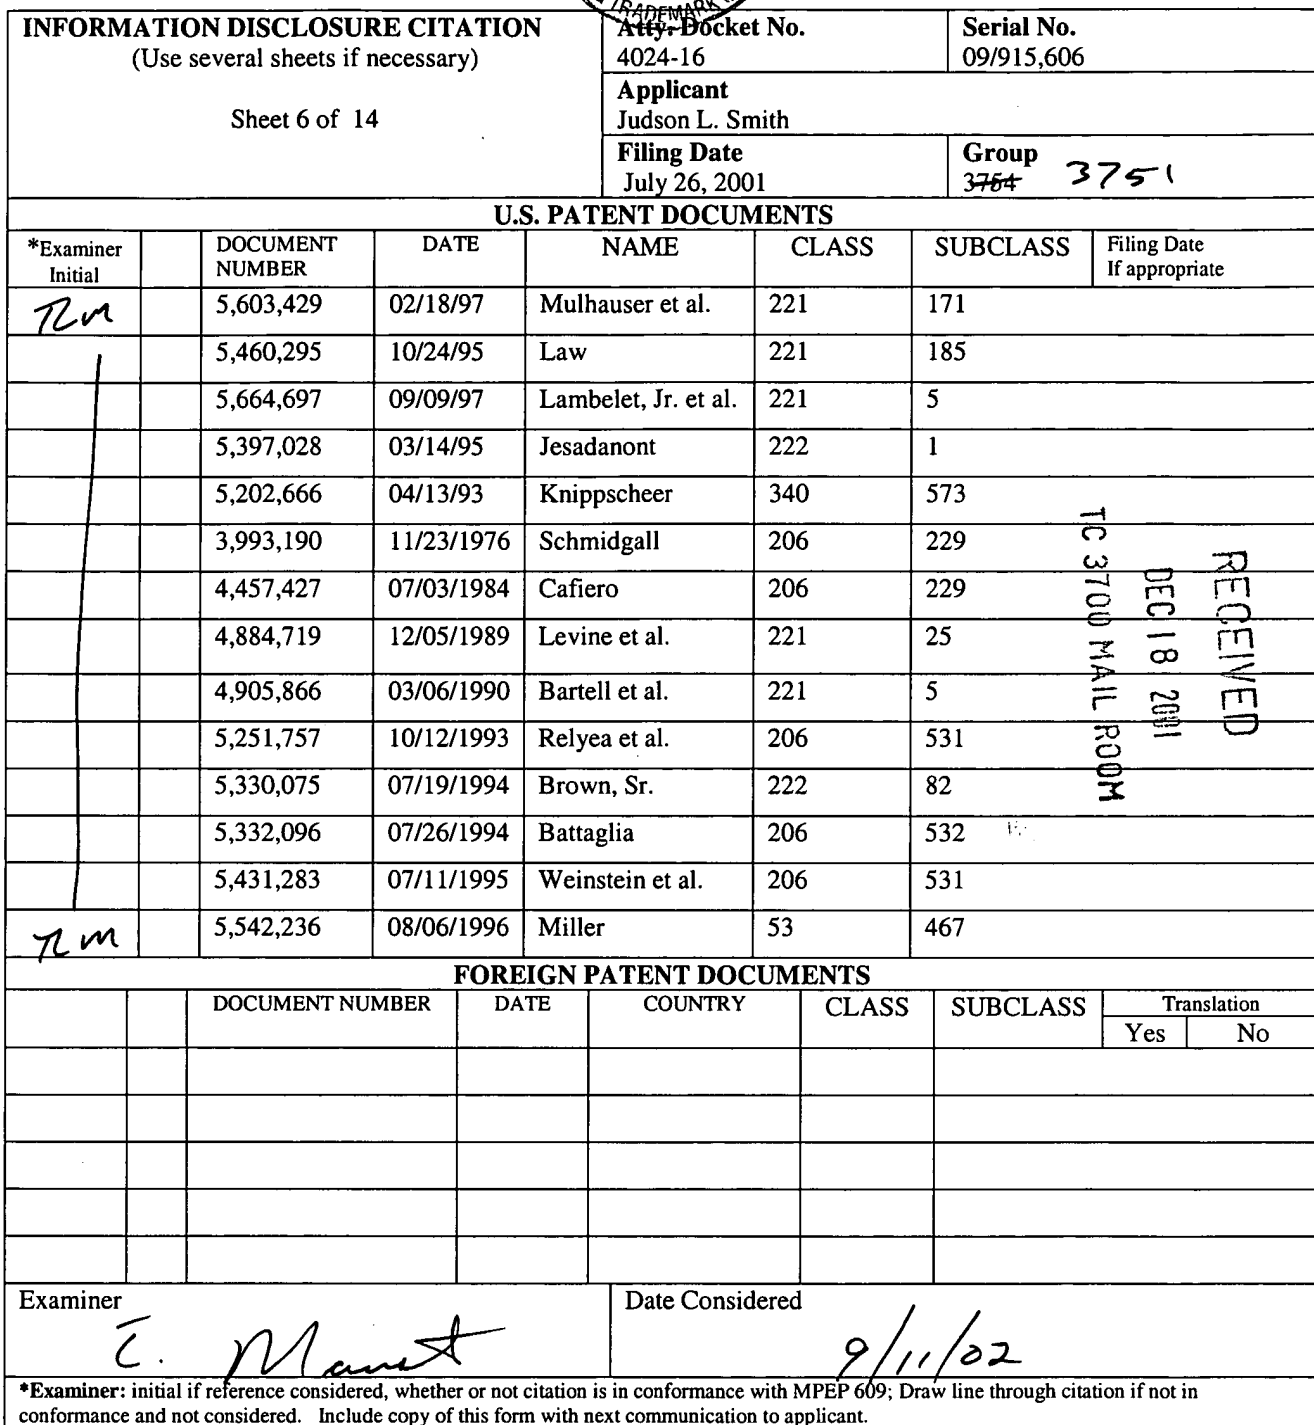 TRADEMARK
INFORMATION DISCLOSURE CITATION
(Use several sheets if necessary)
Sheet 6 of 14
Atty. Docket No.
4024-16
Serial No.
09/915,606
Applicant
Judson L. Smith
Filing Date
July 26, 2001
Group
3751
U.S. PATENT DOCUMENTS
*Examiner Initial DOCUMENT NUMBER DATE NAME CLASS SUBCLASS Filing Date If appropriate
5,603,429 02/18/97 Mulhauser et al. 221 171
5,460,295 10/24/95 Law 221 185
5,664,697 09/09/97 Lambelet, Jr. et al. 221 5
5,397,028 03/14/95 Jesadanont 222 1
5,202,666 04/13/93 Knippscheer 340 573
3,993,190 11/23/1976 Schmidgall 206 229
4,457,427 07/03/1984 Cafiero 206 229
4,884,719 12/05/1989 Levine et al. 221 25
4,905,866 03/06/1990 Bartell et al. 221 5
5,251,757 10/12/1993 Relyea et al. 206 531
5,330,075 07/19/1994 Brown, Sr. 222 82
5,332,096 07/26/1994 Battaglia 206 532
5,431,283 07/11/1995 Weinstein et al. 206 531
5,542,236 08/06/1996 Miller 53 467
RECEIVED
DEC 18 2001
TC 3700 MAIL ROOM
FOREIGN PATENT DOCUMENTS
DOCUMENT NUMBER DATE COUNTRY CLASS SUBCLASS Translation
Yes No
Examiner
Date Considered
9/11/02
*Examiner: initial if reference considered, whether or not citation is in conformance with MPEP 609; Draw line through citation if not in
conformance and not considered. Include copy of this form with next communication to applicant.